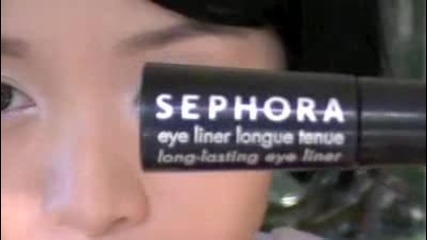 SEPHORA
eye liner longue tenue
long-lasting eye liner